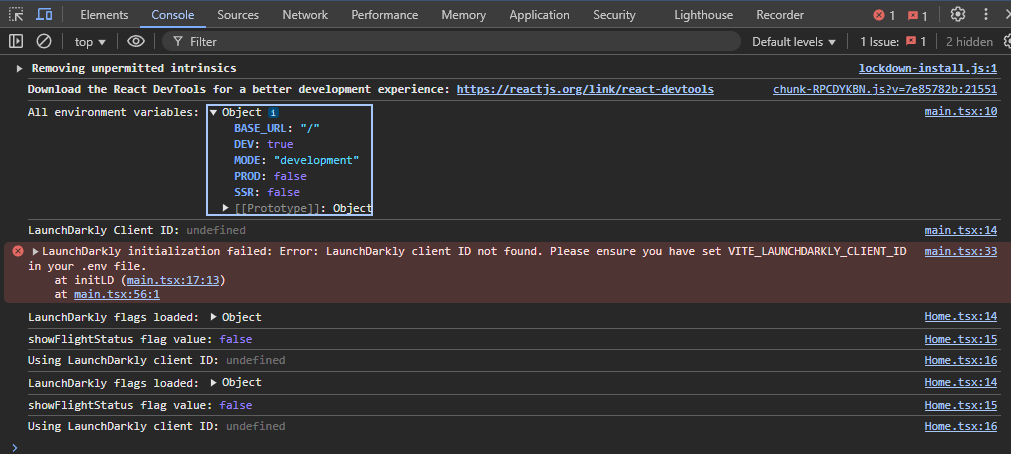 Elements Console Sources Network Performance Memory Application Security Lighthouse Recorder 1 1
top Filter Default levels 1 Issue: 1 2 hidden
Removing unpermitted intrinsics lockdown-install.js:1
Download the React DevTools for a better development experience: https://reactjs.org/link/react-devtools chunk-RPCDYKBN.js?v=7e85782b:21551
All environment variables: Object i main.tsx:10
BASE_URL: "/"
DEV: true
MODE: "development"
PROD: false
SSR: false
[[Prototype]]: Object
LaunchDarkly Client ID: undefined main.tsx:14
LaunchDarkly initialization failed: Error: LaunchDarkly client ID not found. Please ensure you have set VITE_LAUNCHDARKLY_CLIENT_ID main.tsx:33
in your .env file.
at initLD (main.tsx:17:13)
at main.tsx:56:1
LaunchDarkly flags loaded: Object Home.tsx:14
showFlightStatus flag value: false Home.tsx:15
Using LaunchDarkly client ID: undefined Home.tsx:16
LaunchDarkly flags loaded: Object Home.tsx:14
showFlightStatus flag value: false Home.tsx:15
Using LaunchDarkly client ID: undefined Home.tsx:16